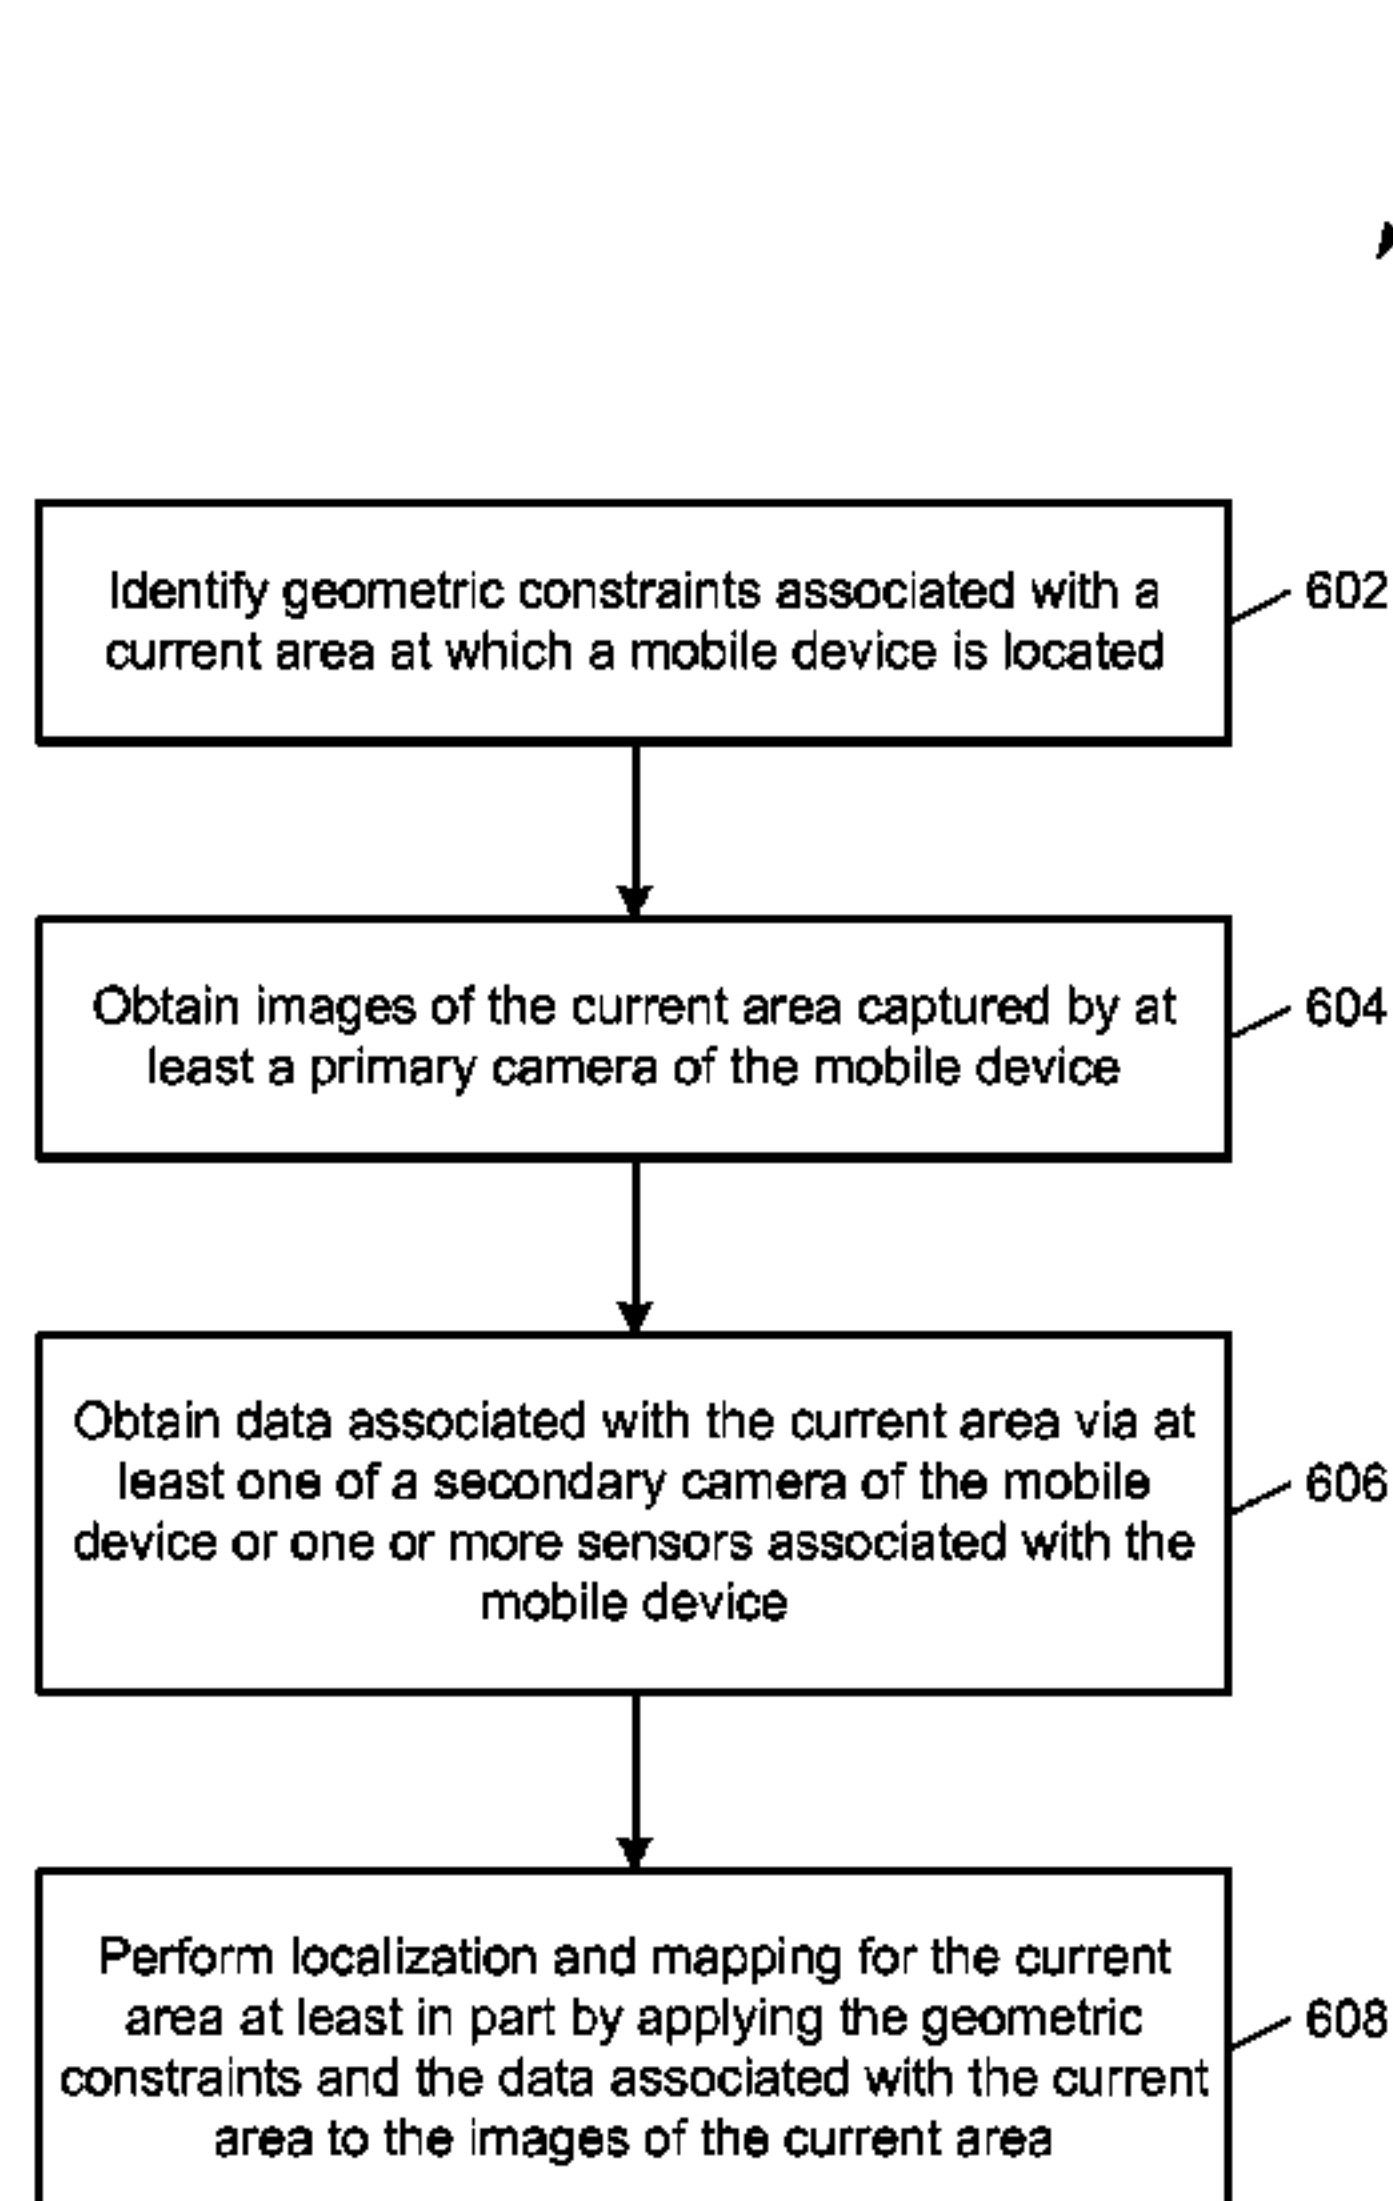 Identify geometric constraints associated with a
current area at which a mobile device is located
602
Obtain images of the current area captured by at
least a primary camera of the mobile device
604
Obtain data associated with the current area via at
least one of a secondary camera of the mobile
device or one or more sensors associated with the
mobile device
606
Perform localization and mapping for the current
area at least in part by applying the geometric
constraints and the data associated with the current
area to the images of the current area
608